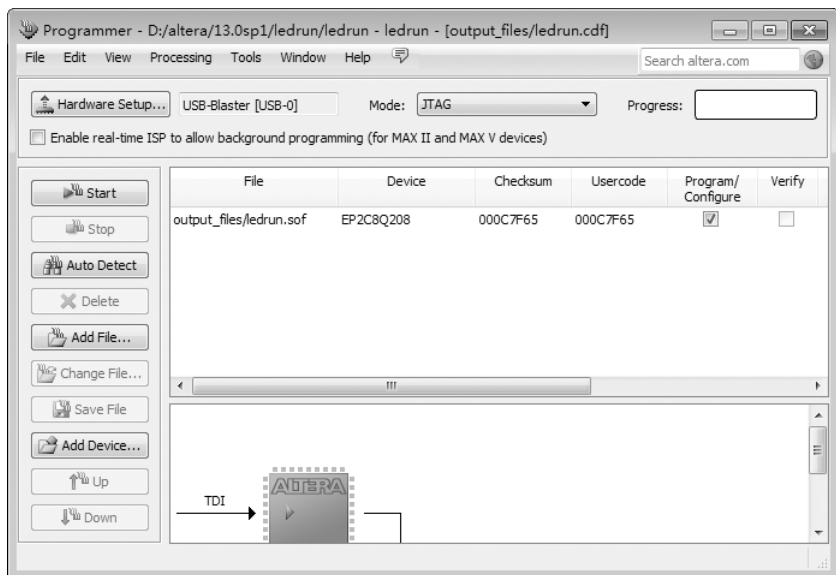 Programmer - D:/altera/13.0sp1/ledrun/ledrun - ledrun - [output_files/ledrun.cdf]
File Edit View Processing Tools Window Help Search altera.com
Hardware Setup... USB-Blaster [USB-0] Mode: JTAG Progress:
Enable real-time ISP to allow background programming (for MAX II and MAX V devices)
File Device Checksum Usercode Program/ Verify
Configure
Start
output_files/ledrun.sof EP2C8Q208 000C7F65 000C7F65
Stop
Auto Detect
Delete
Add File...
Change File...
Save File
Add Device...
Up
Down
TDI
ALTERA